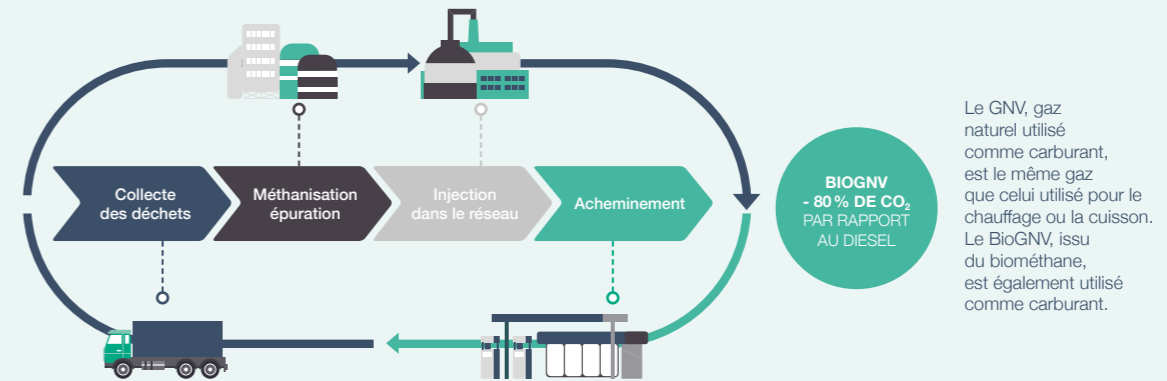 Collecte
des déchets
Méthanisation
épuration
Injection
dans le réseau
Acheminement
BIOGNV
- 80 % DE CO₂
PAR RAPPORT
AU DIESEL
Le GNV, gaz
naturel utilisé
comme carburant,
est le même gaz
que celui utilisé pour le
chauffage ou la cuisson.
Le BioGNV, issu
du biométhane,
est également utilisé
comme carburant.